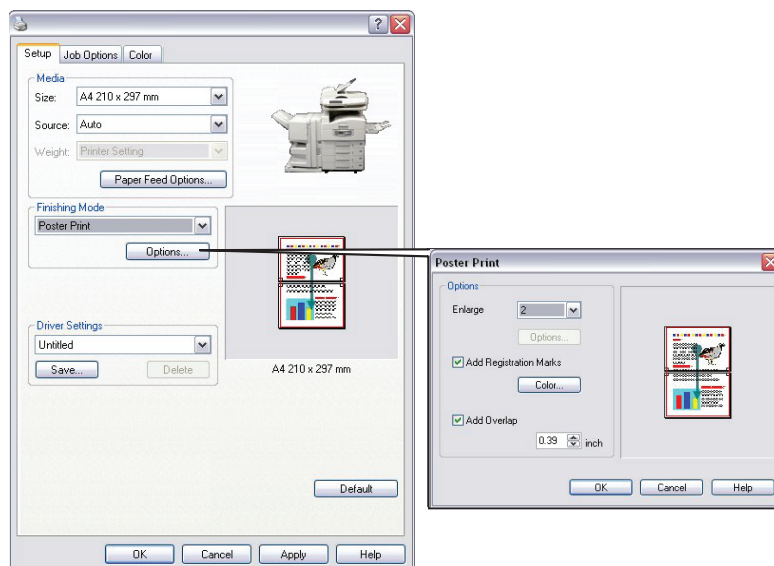 Setup Job Options Color
Media
Size: A4 210 x 297 mm
Source: Auto
Weight: Printer Setting
Paper Feed Options...
Finishing Mode
Poster Print
Options...
Driver Settings
Untitled
Save... Delete
A4 210 x 297 mm
Default
OK Cancel Apply Help
Poster Print
Options
Enlarge 2
Options...
Add Registration Marks
Color...
Add Overlap
0.39 inch
OK Cancel Help